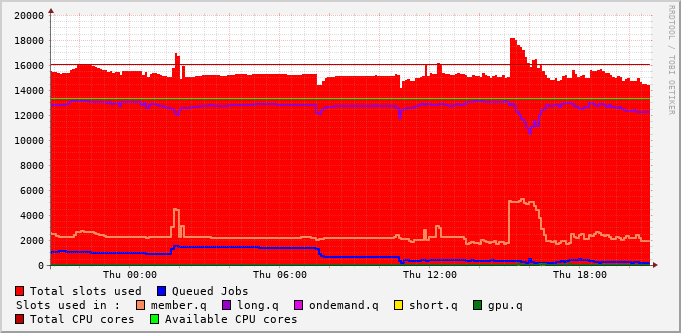 20000
18000
16000
14000
12000
10000
8000
6000
4000
2000
0
Thu 00:00 Thu 06:00 Thu 12:00 Thu 18:00
RRDTOOL / TOBI OETIKER
Total slots used Queued Jobs
Slots used in : member.q long.q ondemand.q short.q gpu.q
Total CPU cores Available CPU cores